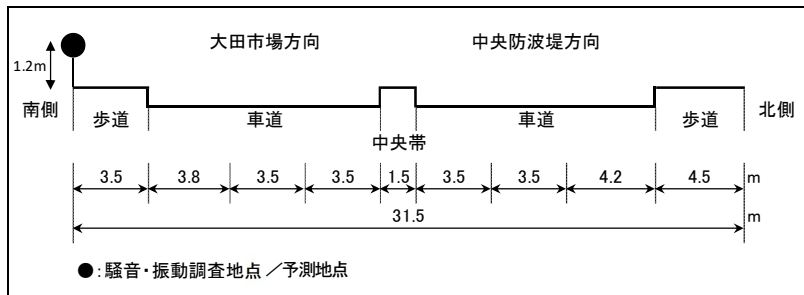 大田市場方向 中央防波堤方向
1.2m
南側 北側
歩道 車道 車道 歩道
中央帯
3.5 3.8 3.5 3.5 1.5 3.5 3.5 4.2 4.5 m
31.5 m
●:騒音・振動調査地点／予測地点